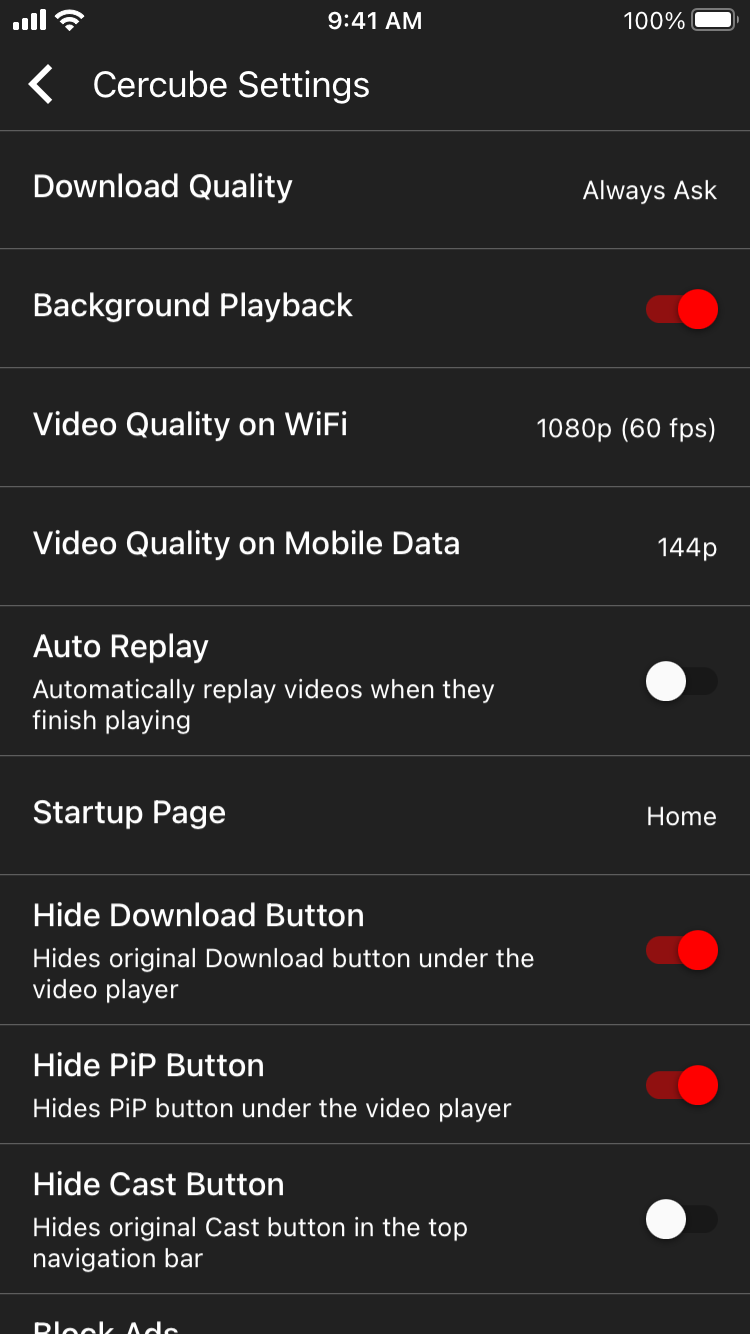 9:41 AM
100%
Cercube Settings
Download Quality
Always Ask
Background Playback
Video Quality on WiFi
1080p (60 fps)
Video Quality on Mobile Data
144p
Auto Replay
Automatically replay videos when they
finish playing
Startup Page
Home
Hide Download Button
Hides original Download button under the
video player
Hide PiP Button
Hides PiP button under the video player
Hide Cast Button
Hides original Cast button in the top
navigation bar
Block Ads